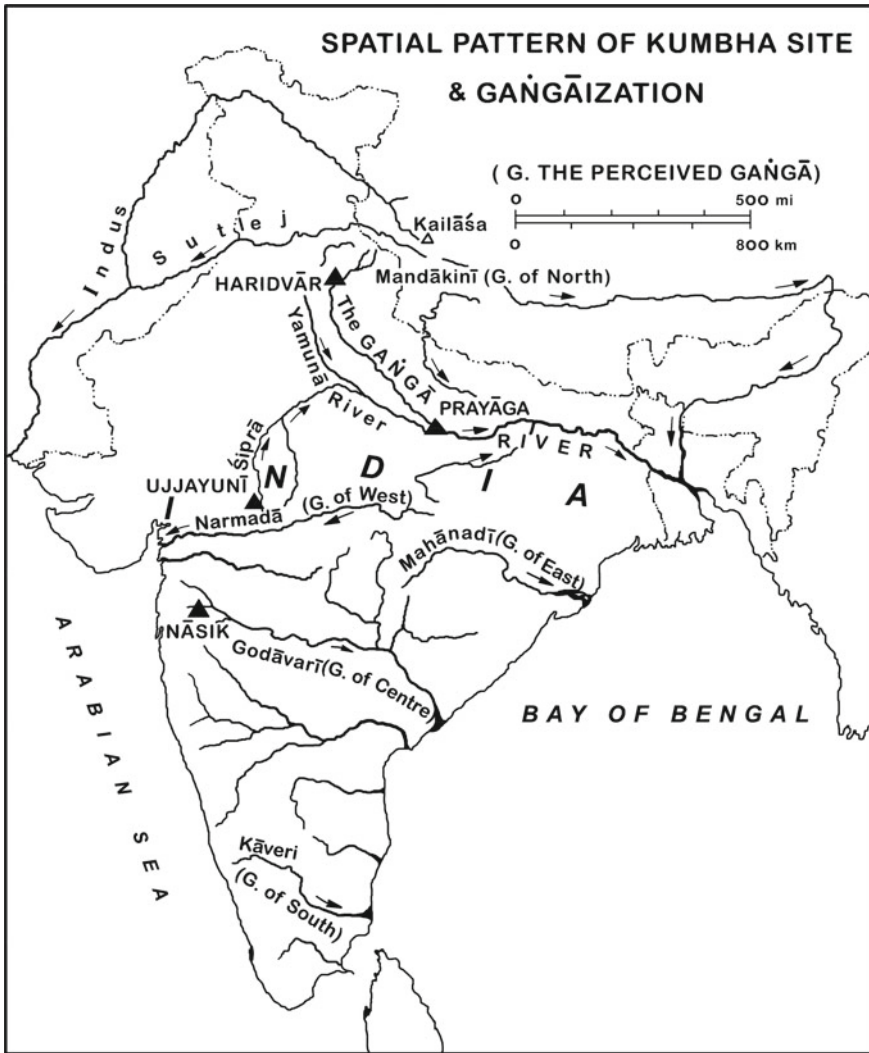 SPATIAL PATTERN OF KUMBHA SITE
& GAṄGĀIZATION
( G. THE PERCEIVED GAṄGĀ)
0 500 mi
0 800 km
Kailāśa
Indus
Sutlej
HARIDVĀR
Mandākinī (G. of North)
The GAṄGĀ
Yamunā
River
PRAYĀGA
RIVER
Śiprā
INDIA
UJJAYUNĪ
Narmadā
(G. of West)
Mahānadī(G. of East)
NĀSIK
Godāvarī(G. of Centre)
ARABIAN SEA
BAY OF BENGAL
Kāveri
(G. of South)